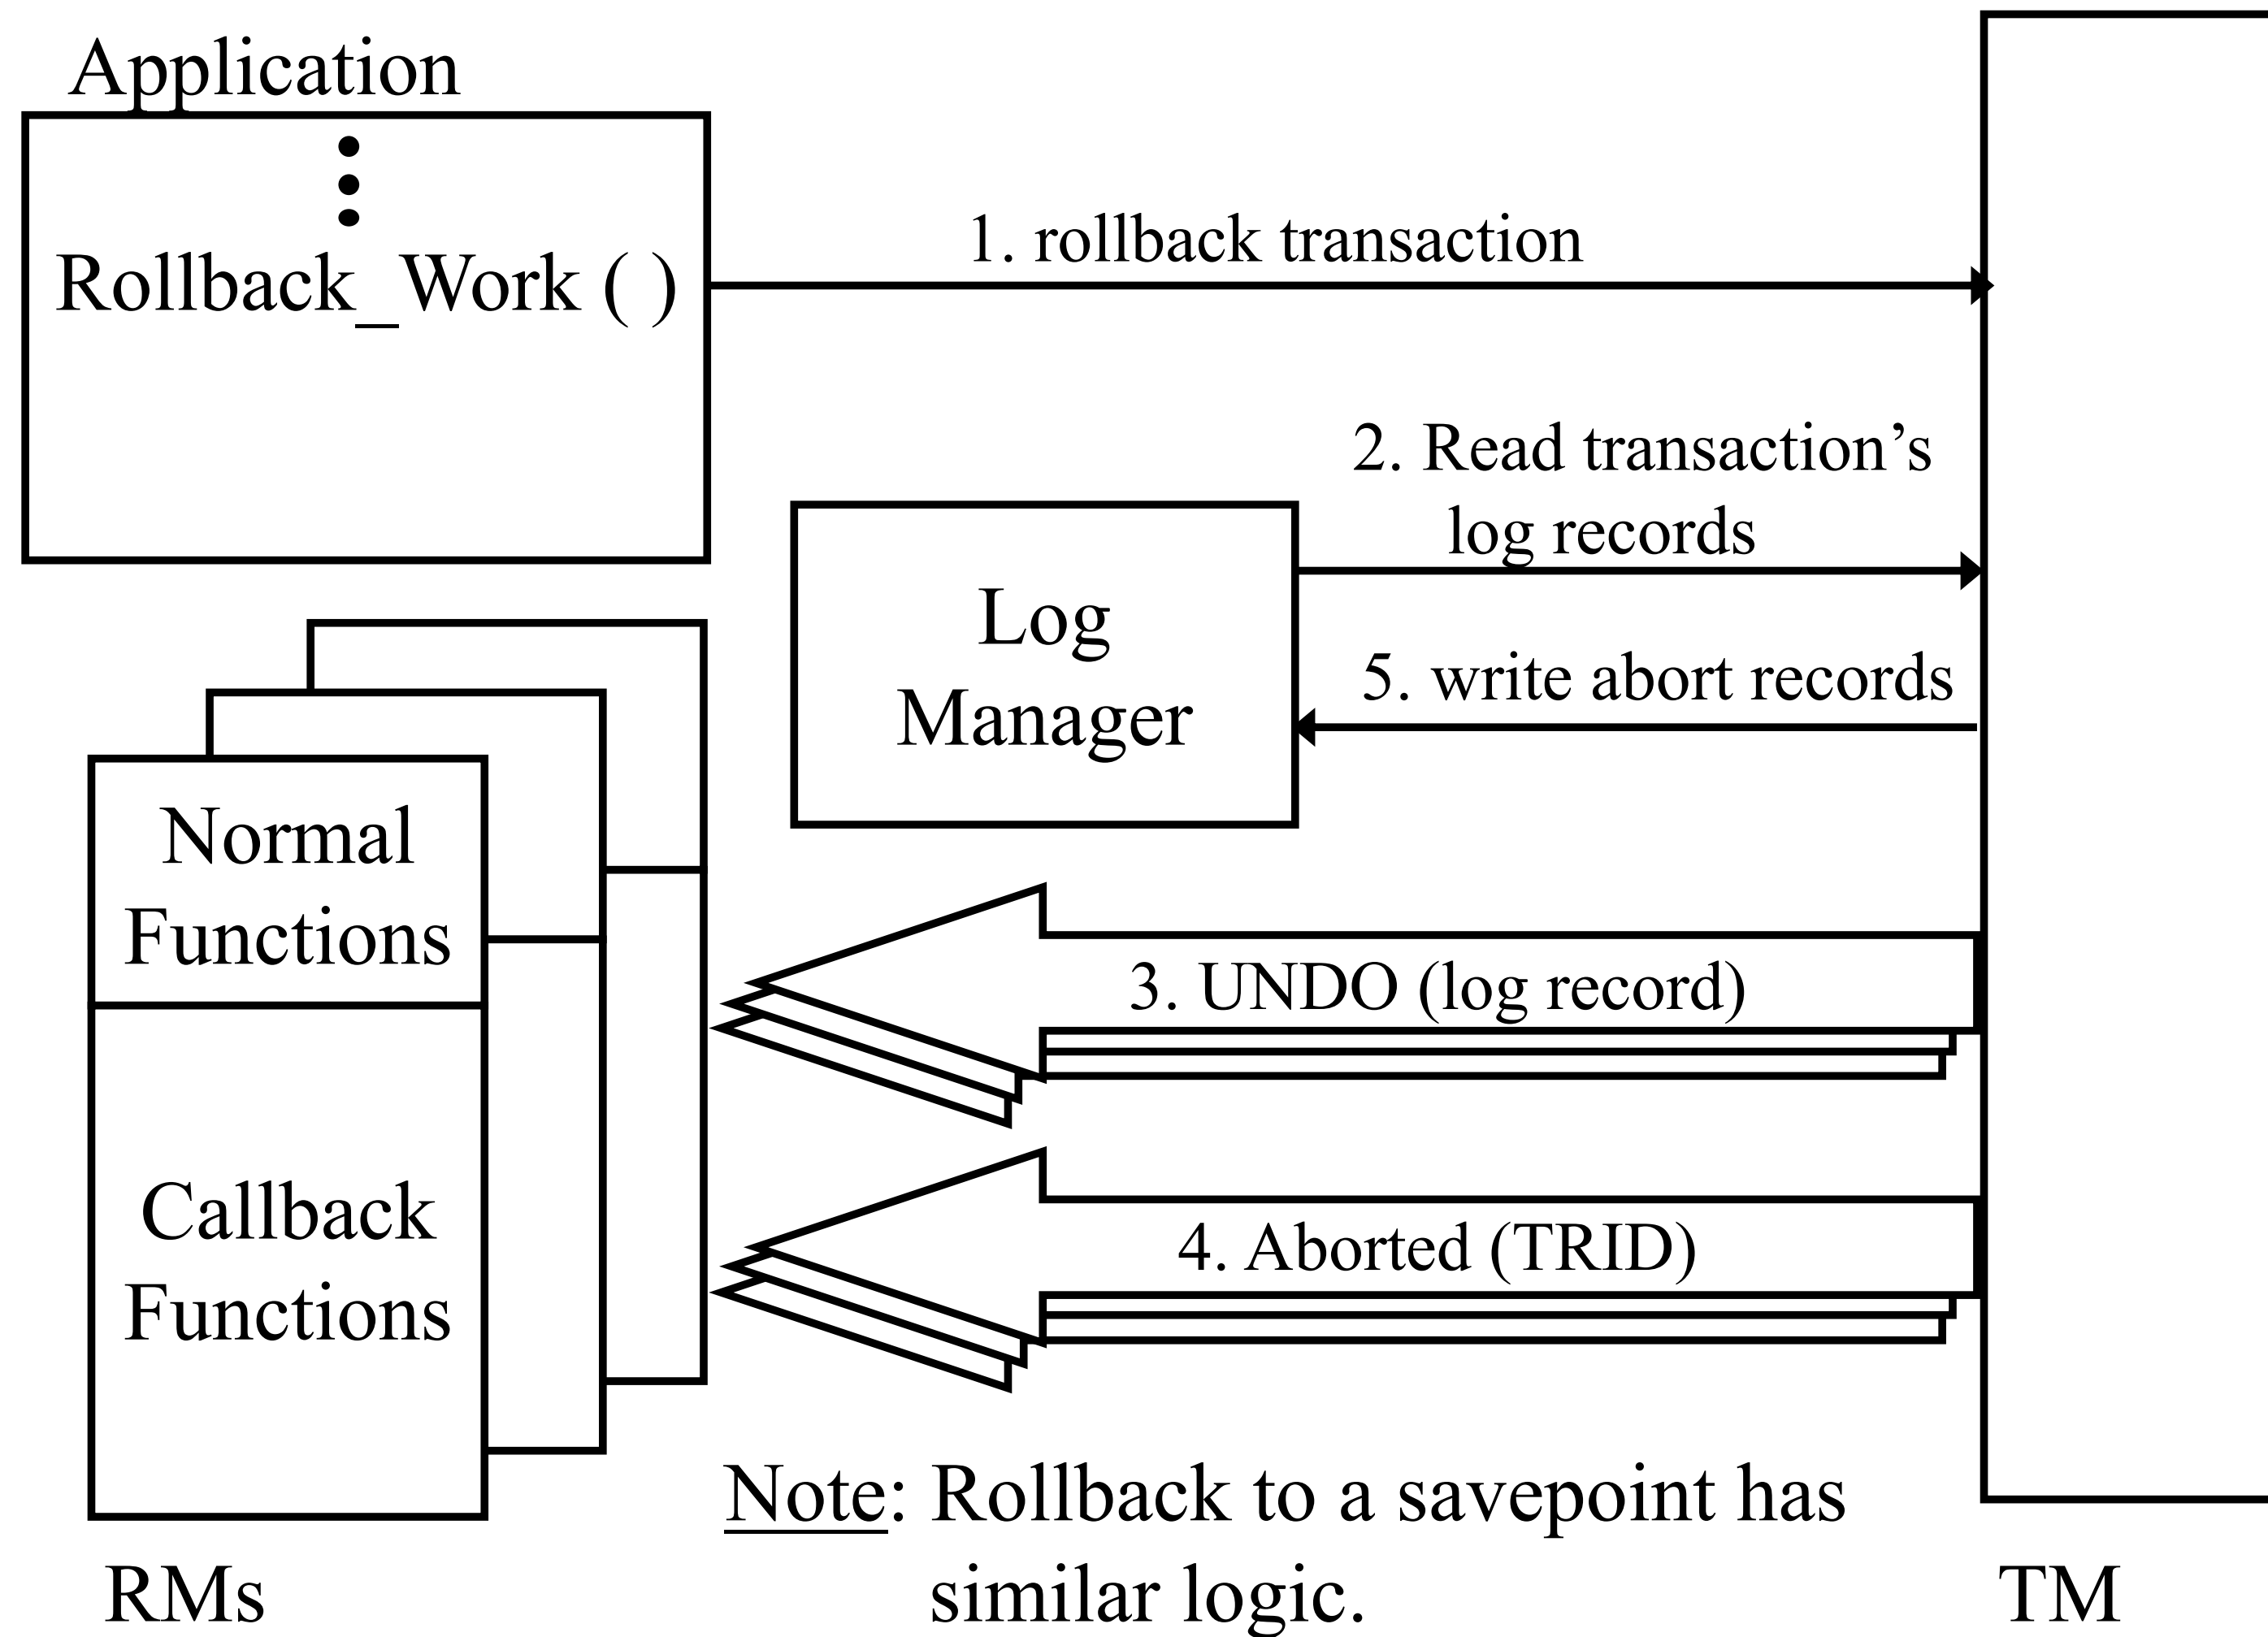 Application
Rollback_Work ( )
1. rollback transaction
2. Read transaction’s
log records
Log
Manager
5. write abort records
Normal
Functions
3. UNDO (log record)
Callback
Functions
4. Aborted (TRID)
Note: Rollback to a savepoint has
similar logic.
RMs
TM